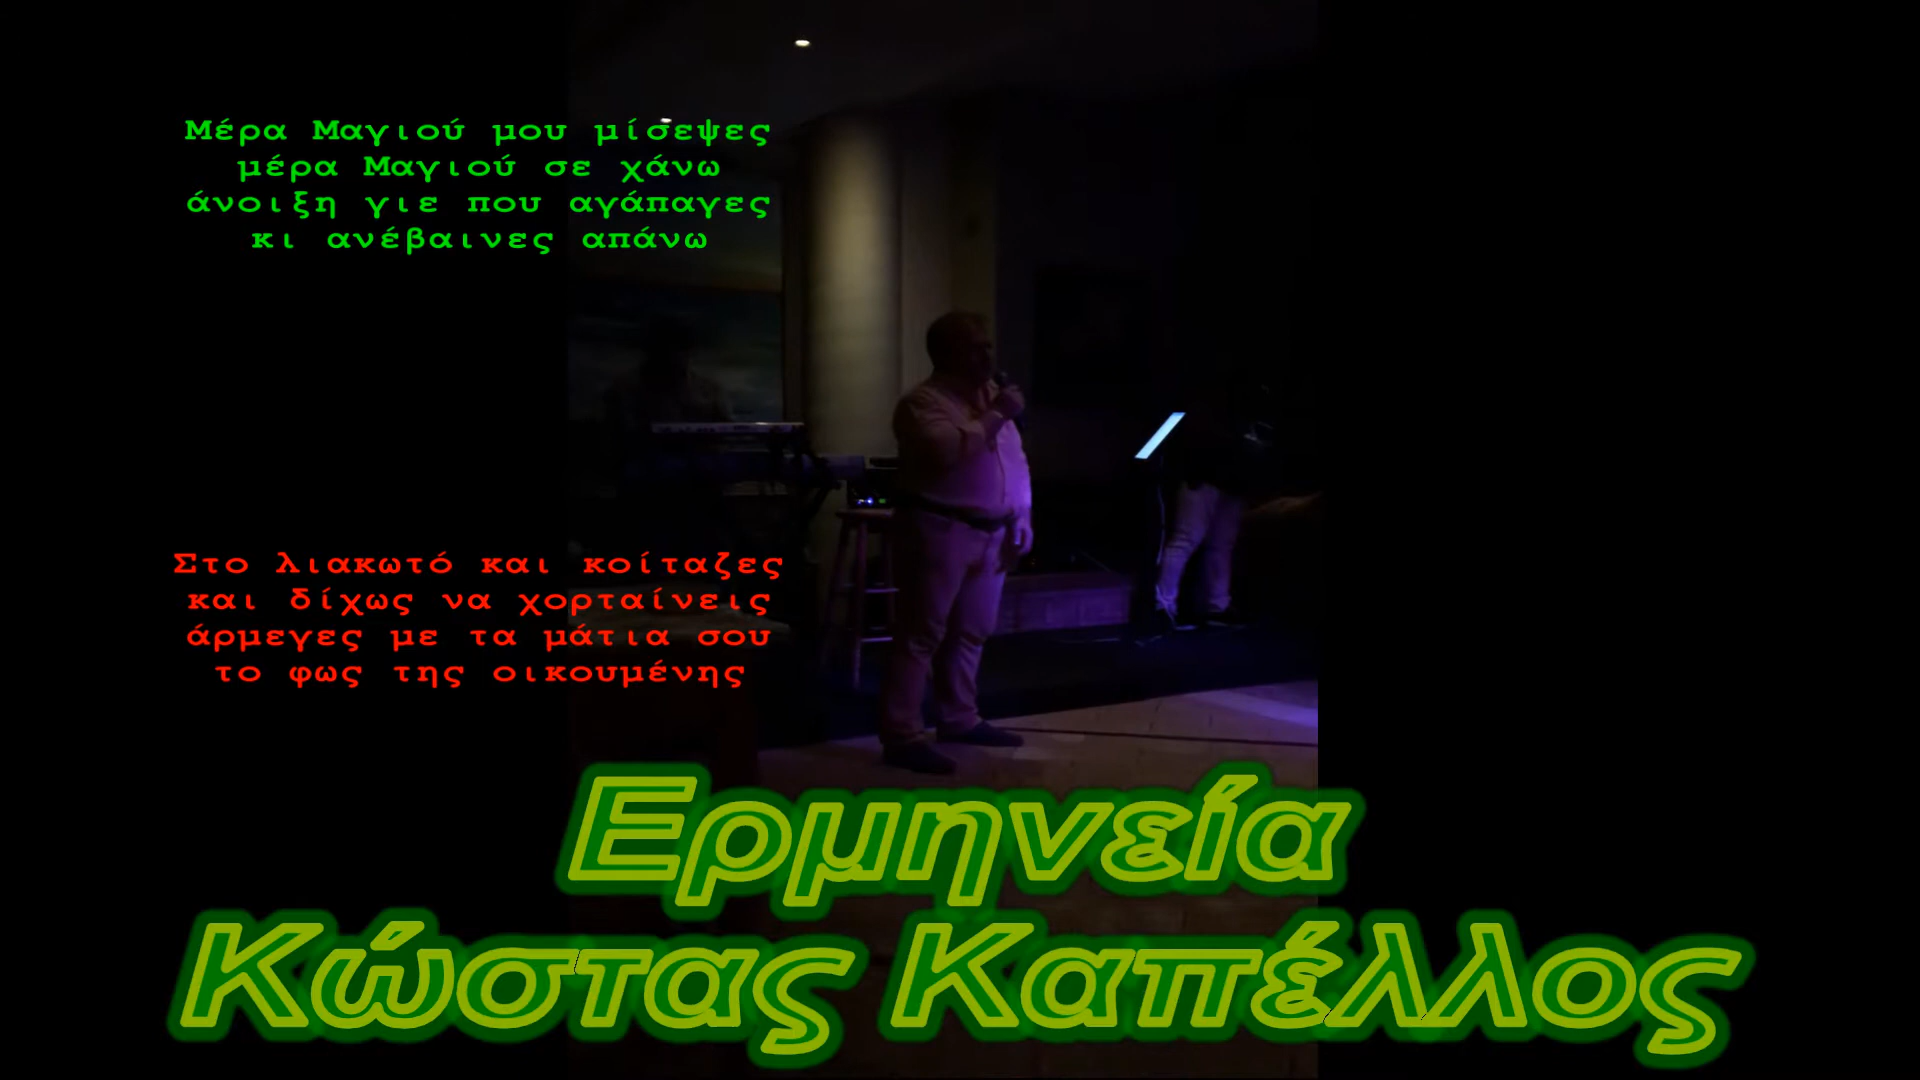 Μέρα Μαγιού μου μίσεψες
μέρα Μαγιού σε χάνω
άνοιξη γιε που αγάπαγες
κι ανέβαινες απάνω
Στο λιακωτό και κοίταζες
και δίχως να χορταίνεις
άρμεγες με τα μάτια σου
το φως της οικουμένης
Ερμηνεία
Κώστας Καπέλλος